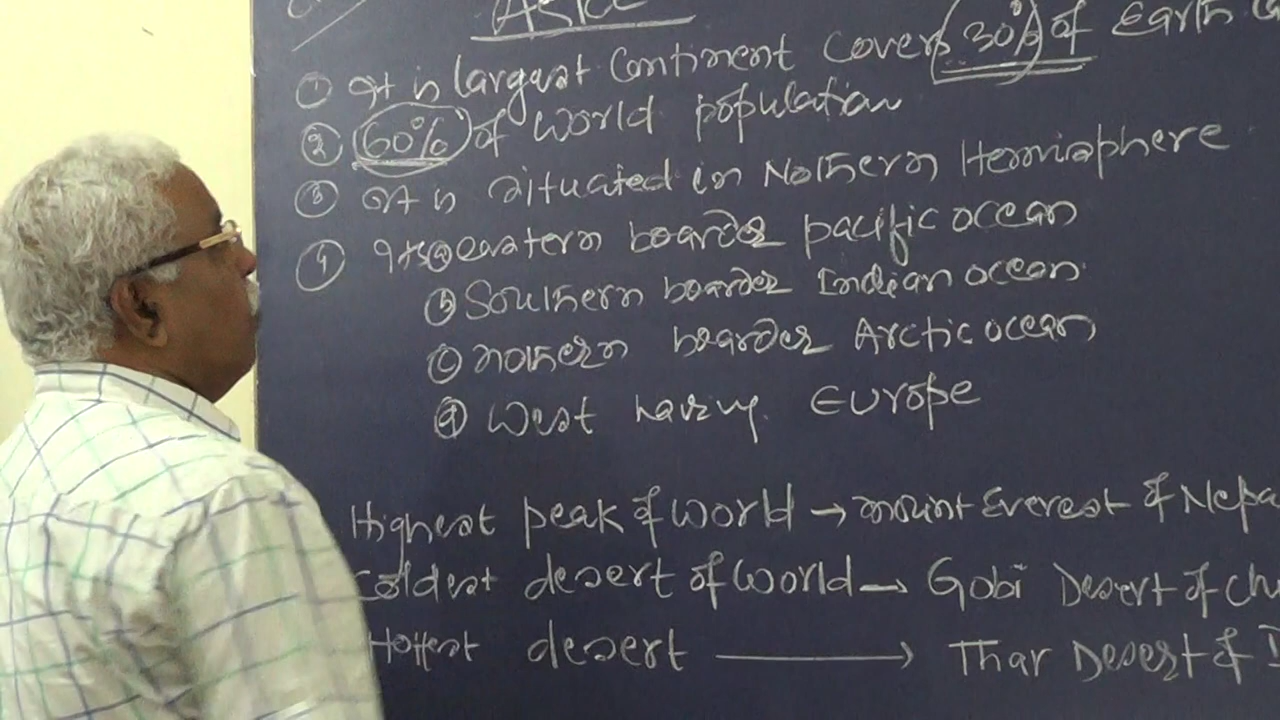 Asia
① It is largest Continent Covers 30% of Earth
② 60% of world population
③ It is situated in Northern Hemisphere
④ Its ⓐ eastern boarder pacific ocean
ⓑ Southern boarder Indian ocean
ⓒ northern boarder Arctic ocean
ⓓ West having Europe
Highest peak of world → mount Everest of Nepa
Coldest desert of world → Gobi Desert of Ch
Hottest desert → Thar Desert of I